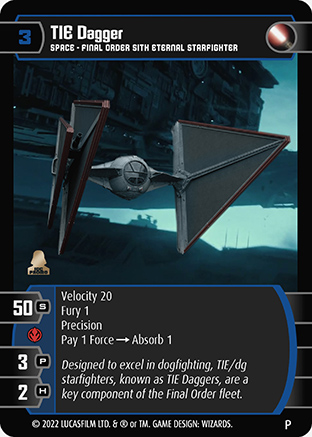 3
TIE Dagger
SPACE - FINAL ORDER SITH ETERNAL STARFIGHTER
50 S
Velocity 20
Fury 1
Precision
Pay 1 Force → Absorb 1
3 P
2 H
Designed to excel in dogfighting, TIE/dg
starfighters, known as TIE Daggers, are a
key component of the Final Order fleet.
© 2022 LUCASFILM LTD. & ® or TM. GAME DESIGN: WIZARDS.
P